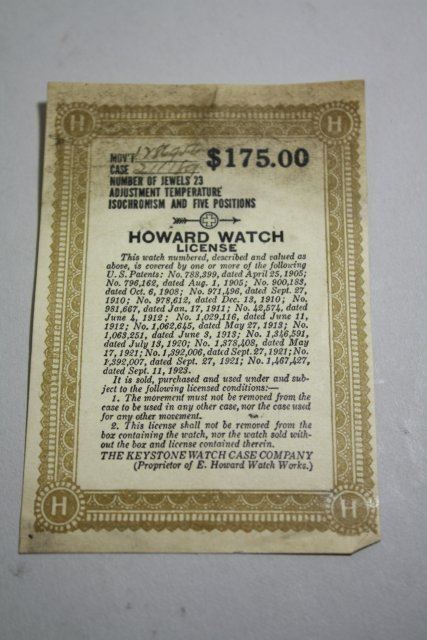 H H
MOV'T
$175.00
CASE
NUMBER OF JEWELS 23
ADJUSTMENT TEMPERATURE
ISOCHRONISM AND FIVE POSITIONS
HOWARD WATCH
LICENSE
This watch numbered, described and valued as
above, is covered by one or more of the following
U. S. Patents: No. 788,399, dated April 25, 1905;
No. 796,162, dated Aug. 1, 1905; No. 900,183,
dated Oct. 6, 1908; No. 971,496, dated Sept. 27,
1910; No. 978,612, dated Dec. 13, 1910; No.
981,667, dated Jan. 17, 1911; No. 42,574, dated
June 4, 1912; No. 1,029,116, dated June 11,
1912; No. 1,062,645, dated May 27, 1913; No.
1,063,251, dated June 3, 1913; No. 1,346,591,
dated July 13, 1920; No. 1,378,408, dated May
17, 1921; No. 1,392,006, dated Sept. 27, 1921; No.
1,392,007, dated Sept. 27, 1921; No. 1,467,427,
dated Sept. 11, 1923.
It is sold, purchased and used under and sub-
ject to the following licensed conditions:—
1. The movement must not be removed from the
case to be used in any other case, nor the case used
for any other movement.
2. This license shall not be removed from the
box containing the watch, nor the watch sold with-
out the box and license contained therein.
THE KEYSTONE WATCH CASE COMPANY
(Proprietor of E. Howard Watch Works.)
H H